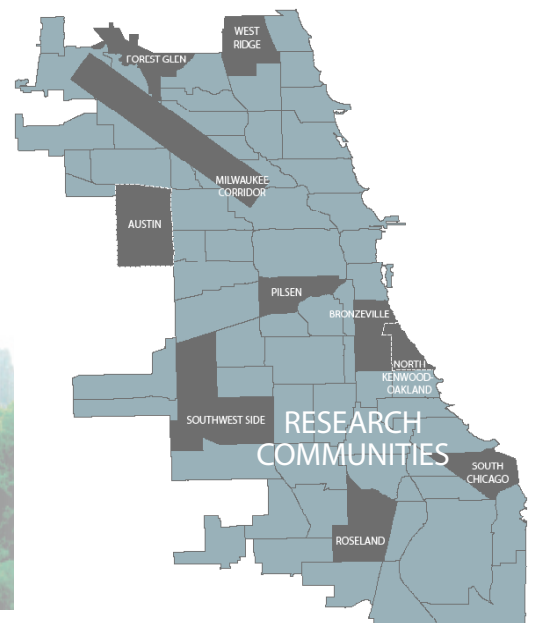 WEST
RIDGE
FOREST GLEN
MILWAUKEE
CORRIDOR
AUSTIN
PILSEN
BRONZEVILLE
NORTH
KENWOOD-
OAKLAND
SOUTHWEST SIDE
RESEARCH
COMMUNITIES
SOUTH
CHICAGO
ROSELAND